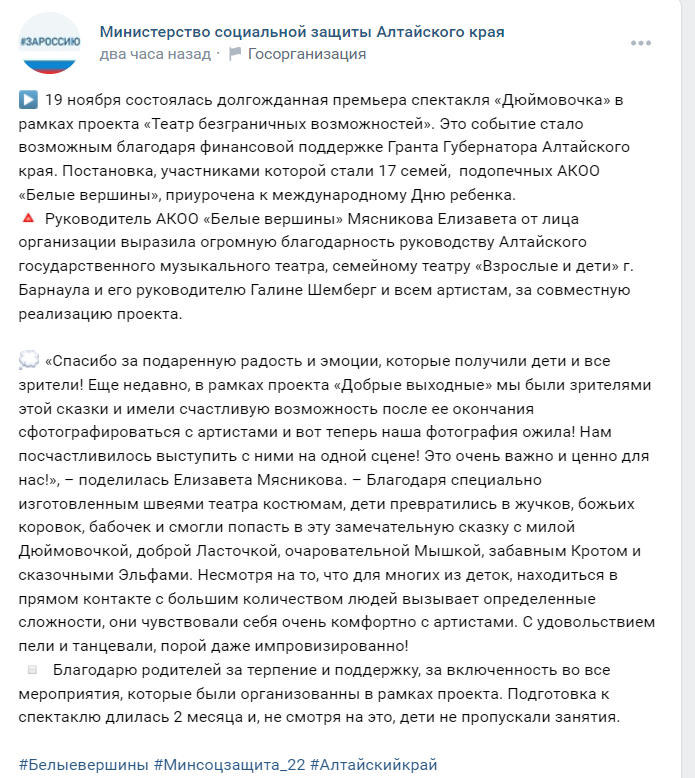 #ZАРОССИЮ
Министерство социальной защиты Алтайского края
два часа назад · Госорганизация
19 ноября состоялась долгожданная премьера спектакля «Дюймовочка» в
рамках проекта «Театр безграничных возможностей». Это событие стало
возможным благодаря финансовой поддержке Гранта Губернатора Алтайского
края. Постановка, участниками которой стали 17 семей, подопечных АКОО
«Белые вершины», приурочена к международному Дню ребенка.
Руководитель АКОО «Белые вершины» Мясникова Елизавета от лица
организации выразила огромную благодарность руководству Алтайского
государственного музыкального театра, семейному театру «Взрослые и дети» г.
Барнаула и его руководителю Галине Шемберг и всем артистам, за совместную
реализацию проекта.
«Спасибо за подаренную радость и эмоции, которые получили дети и все
зрители! Еще недавно, в рамках проекта «Добрые выходные» мы были зрителями
этой сказки и имели счастливую возможность после ее окончания
сфотографироваться с артистами и вот теперь наша фотография ожила! Нам
посчастливилось выступить с ними на одной сцене! Это очень важно и ценно для
нас!», – поделилась Елизавета Мясникова. – Благодаря специально
изготовленным швеями театра костюмам, дети превратились в жучков, божьих
коровок, бабочек и смогли попасть в эту замечательную сказку с милой
Дюймовочкой, доброй Ласточкой, очаровательной Мышкой, забавным Кротом и
сказочными Эльфами. Несмотря на то, что для многих из деток, находиться в
прямом контакте с большим количеством людей вызывает определенные
сложности, они чувствовали себя очень комфортно с артистами. С удовольствием
пели и танцевали, порой даже импровизированно!
Благодарю родителей за терпение и поддержку, за включенность во все
мероприятия, которые были организованны в рамках проекта. Подготовка к
спектаклю длилась 2 месяца и, не смотря на это, дети не пропускали занятия.
#Белыевершины #Минсоцзащита_22 #Алтайскийкрай